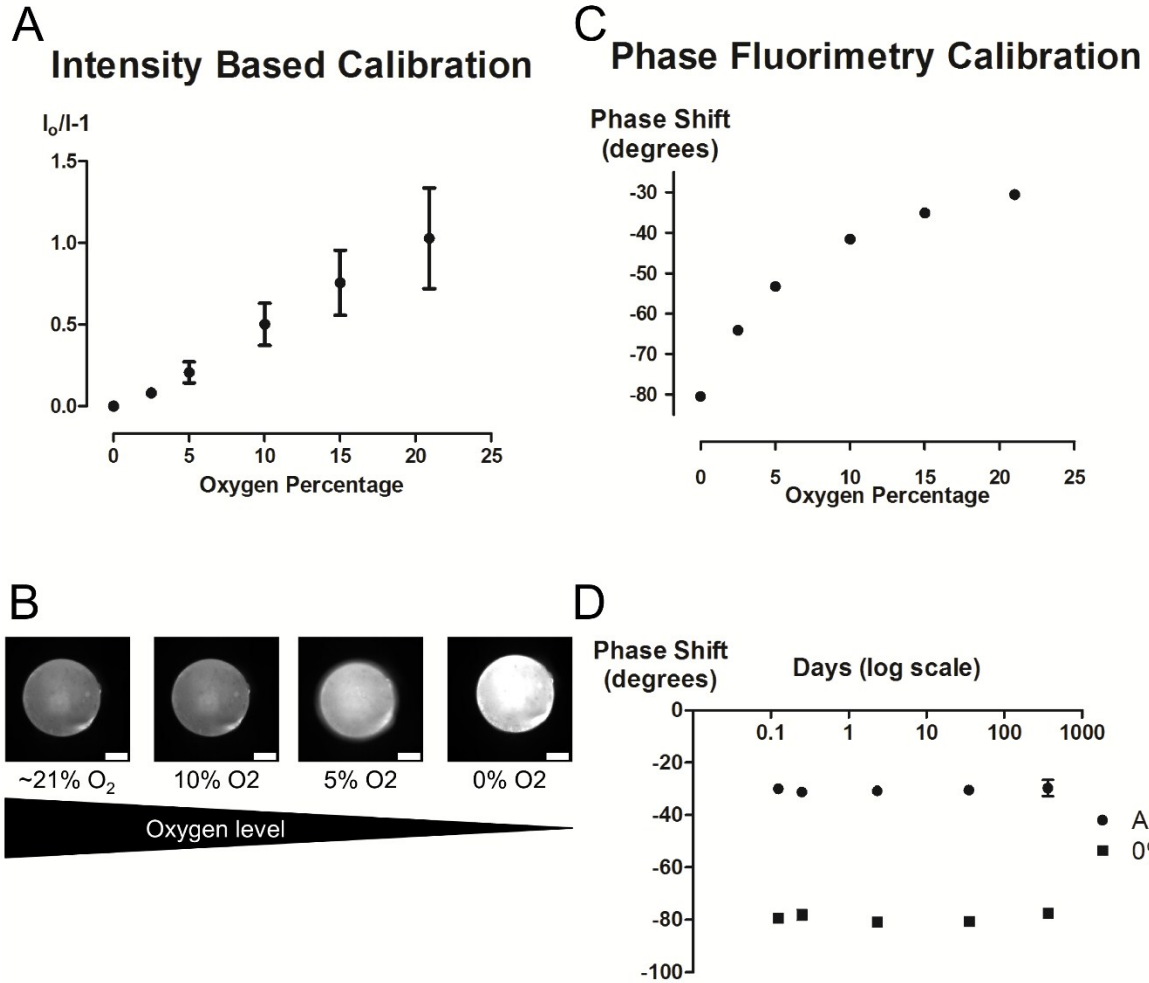 A
Intensity Based Calibration
I₀/I-1
1.5
1.0
0.5
0.0
0 5 10 15 20 25
Oxygen Percentage
C
Phase Fluorimetry Calibration
Phase Shift
(degrees)
-30
-40
-50
-60
-70
-80
0 5 10 15 20 25
Oxygen Percentage
B
~21% O₂ 10% O2 5% O2 0% O2
Oxygen level
D
Phase Shift
(degrees)
Days (log scale)
0
0.1 1 10 100 1000
-20
-40
-60
-80
-100
A
0